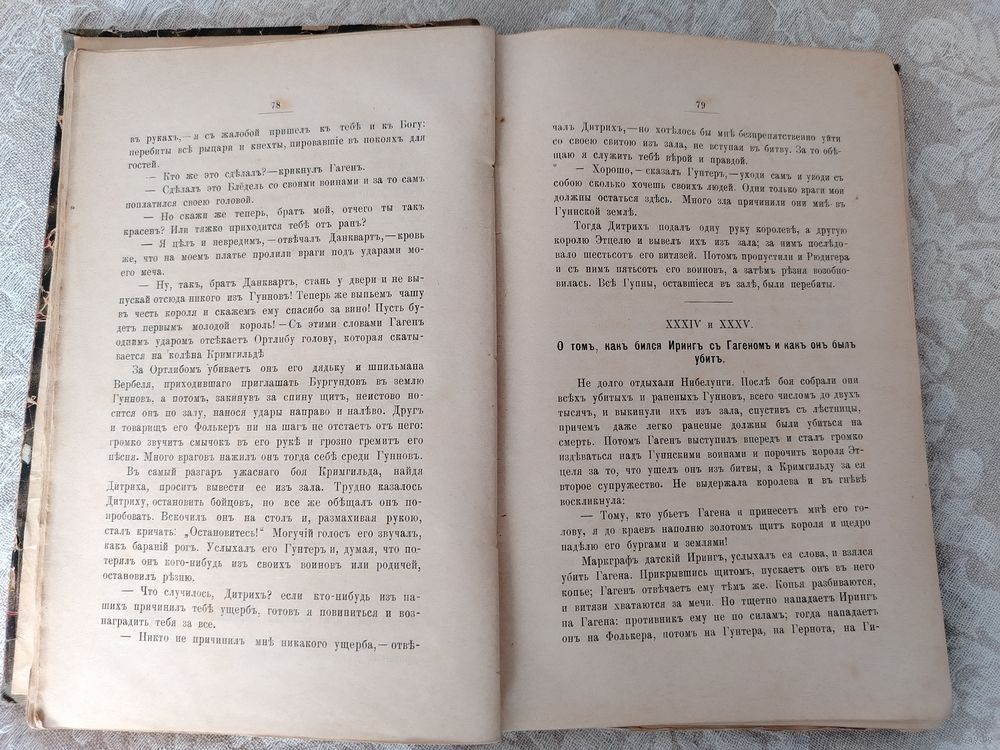 78
въ рукахъ,—я съ жалобой пришелъ къ тебѣ и къ Богу:
перебиты всѣ рыцари и кнехты, пировавшіе въ покояхъ для
гостей.
— Кто же это сдѣлалъ?—крикнулъ Гагенъ.
— Сдѣлалъ это Блёдель со своими воинами и за то самъ
поплатился своею головой.
— Но скажи же теперь, братъ мой, отчего ты такъ
красенъ? Или тяжко приходится тебѣ отъ ранъ?
— Я цѣлъ и невредимъ,—отвѣчалъ Данквартъ,—кровь
же, что на моемъ платьѣ пролили враги подъ ударами мо-
его меча.
— Ну, такъ, братъ Данквартъ, стань у двери и не вы-
пускай отсюда никого изъ Гунновъ! Теперь же выпьемъ чашу
въ честь короля и скажемъ ему спасибо за вино! Пусть бу-
детъ первымъ молодой король!—Съ этими словами Гагенъ
однимъ ударомъ отсѣкаетъ Ортлибу голову, которая скаты-
вается на колѣна Кримгильдѣ
За Ортлибомъ убиваетъ онъ его дядьку и шпильмана
Вербеля, приходившаго приглашать Бургундовъ въ землю
Гунновъ, а потомъ, закинувъ за спину щитъ, неистово но-
сится онъ по залу, нанося удары направо и налѣво. Другъ
и товарищъ его Фолькеръ ни на шагъ не отстаетъ отъ него:
громко звучитъ смычокъ въ его рукѣ и грозно гремитъ его
пѣсня. Много враговъ нажилъ онъ тогда себѣ среди Гунновъ.
Въ самый разгаръ ужаснаго боя Кримгильда, найдя
Дитриха, проситъ вывести ее изъ зала. Трудно казалось
Дитриху, остановить бойцовъ, но все же обѣщалъ онъ по-
пробовать. Вскочилъ онъ на столъ и, размахивая рукою,
сталъ кричать: „Остановитесь!“ Могучій голосъ его звучалъ,
какъ бараній рогъ. Услыхалъ его Гунтеръ и, думая, что по-
терялъ онъ кого-нибудь изъ своихъ воиновъ или родичей,
остановилъ рѣзню.
— Что случилось, Дитрихъ? если кто-нибудь изъ на-
шихъ причинилъ тебѣ ущербъ, готовъ я повиниться и воз-
наградить тебя за все.
— Никто не причинилъ мнѣ никакого ущерба,—отвѣ-
79
чалъ Дитрихъ,—но хотѣлось бы мнѣ безпрепятственно уйти
со своею свитою изъ зала, не вступая въ битву. За то обѣ-
щаю я служить тебѣ вѣрой и правдой.
— Хорошо,—сказалъ Гунтеръ,—уходи самъ и уводи съ
собою сколько хочешь своихъ людей. Одни только враги мои
должны остаться здѣсь. Много зла причинили они мнѣ въ
Гуннской землѣ.
Тогда Дитрихъ подалъ одну руку королевѣ, а другую
королю Этцелю и вывелъ ихъ изъ зала; за нимъ послѣдо-
вало шестьсотъ его витязей. Потомъ пропустили и Рюдигера
и съ нимъ пятьсотъ его воиновъ, а затѣмъ рѣзня возобно-
вилась. Всѣ Гунны, оставшіеся въ залѣ, были перебиты.
XXXIV и XXXV.
О томъ, какъ бился Ирингъ съ Гагеномъ и какъ онъ былъ
убитъ.
Не долго отдыхали Нибелунги. Послѣ боя собрали они
всѣхъ убитыхъ и раненыхъ Гунновъ, всего числомъ до двухъ
тысячъ, и выкинули ихъ изъ зала, спустивъ съ лѣстницы,
причемъ даже легко раненые должны были убиться на
смерть. Потомъ Гагенъ выступилъ впередъ и сталъ громко
издѣваться надъ Гуннскими воинами и порочить короля Эт-
целя за то, что ушелъ онъ изъ битвы, а Кримгильду за ея
второе супружество. Не выдержала королева и въ гнѣвѣ
воскликнула:
— Тому, кто убьетъ Гагена и принесетъ мнѣ его го-
лову, я до краевъ наполню золотомъ щитъ короля и щедро
надѣлю его бургами и землями!
Маркграфъ датскій Ирингъ, услыхалъ ея слова, и взялся
убить Гагена. Прикрывшись щитомъ, пускаетъ онъ въ него
копье; Гагенъ отвѣчаетъ ему тѣмъ же. Копья разбиваются,
и витязи хватаются за мечи. Но тщетно нападаетъ Ирингъ
на Гагена: противникъ ему не по силамъ; тогда нападаетъ
онъ на Фолькера, потомъ на Гунтера, на Гернота, на Ги-